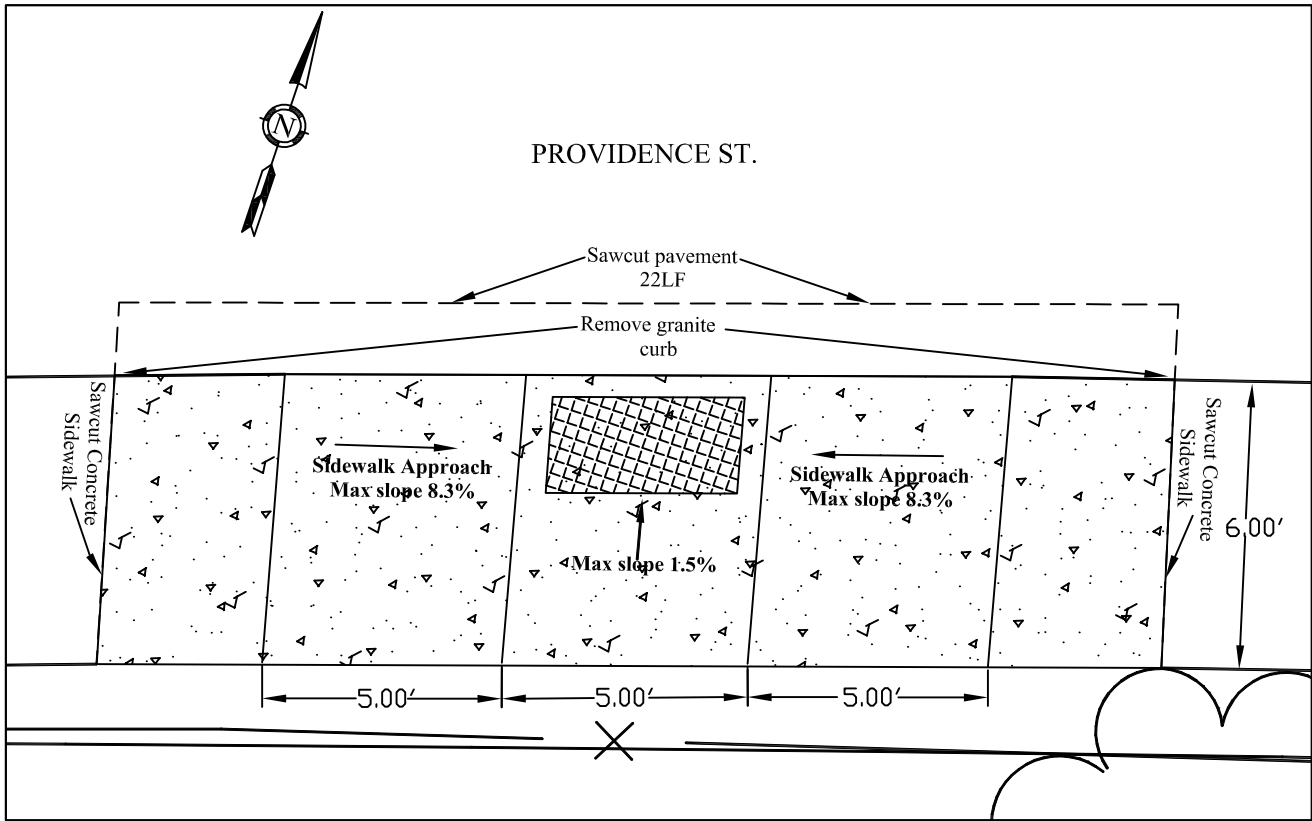 N
PROVIDENCE ST.
Sawcut pavement
22LF
Remove granite
curb
Sawcut Concrete
Sidewalk
Sidewalk Approach
Max slope 8.3%
Max slope 1.5%
Sidewalk Approach
Max slope 8.3%
Sawcut Concrete
Sidewalk
6.00'
5.00'
5.00'
5.00'